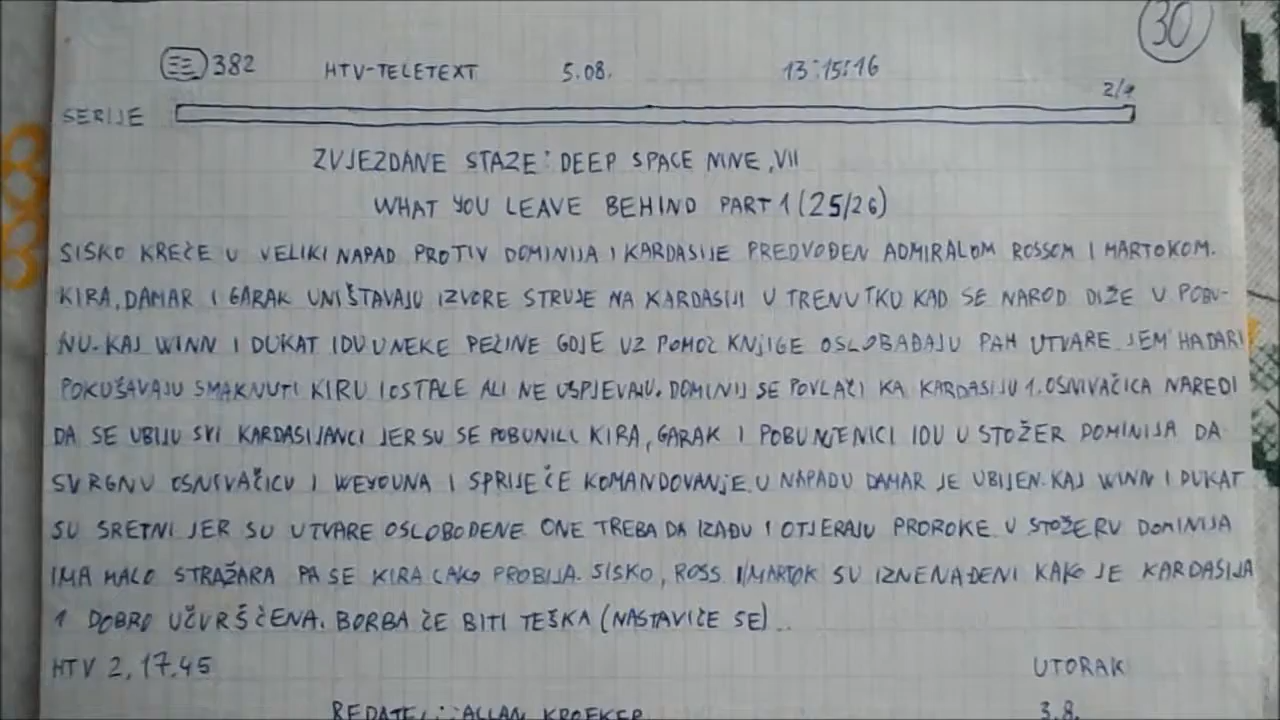 30
382 HTV-TELETEXT 5.08. 13:15:16
2/1
SERIJE
ZVJEZDANE STAZE: DEEP SPACE NINE, VII
WHAT YOU LEAVE BEHIND PART 1 (25/26)
SISKO KREĆE U VELIKI NAPAD PROTIV DOMINIJA I KARDASIJE PREDVOĐEN ADMIRALOM ROSSOM I MARTOKOM.
KIRA, DAMAR I GARAK UNIŠTAVAJU IZVORE STRUJE NA KARDASIJI U TRENUTKU KAD SE NAROD DIŽE U POBU-
NU. KAJ WINN I DUKAT IDU U NEKE PEĆINE GDJE UZ POMOĆ KNJIGE OSLOBAĐAJU PAH UTVARE JEM'HADARI
POKUŠAVAJU SMAKNUTI KIRU I OSTALE ALI NE USPJEVAJU. DOMINIJ SE POVLAČI KA KARDASIJU 1. OSNIVAČICA NAREDI
DA SE UBIJU SVI KARDASIJANCI JER SU SE POBUNILI KIRA, GARAK I POBUNJENICI IDU U STOŽER DOMINIJA DA
SVRGNU OSNIVAČICU I WEYOUNA I SPRIJEČE KOMANDOVANJE. U NAPADU DAMAR JE UBIJEN. KAJ WINN I DUKAT
SU SRETNI JER SU UTVARE OSLOBOĐENE ONE TREBA DA IZAĐU I OTJERAJU PROROKE U STOŽERU DOMINIJA
IMA MALO STRAŽARA PA SE KIRA LAKO PROBIJA. SISKO, ROSS I MARTOK SU IZNENAĐENI KAKO JE KARDASIJA
1 DOBRO UČVRŠĆENA. BORBA ĆE BITI TEŠKA (NASTAVIĆE SE)..
HTV 2, 17.45 UTORAK
REDATELJ: ALLAN KROEKER 3.8.